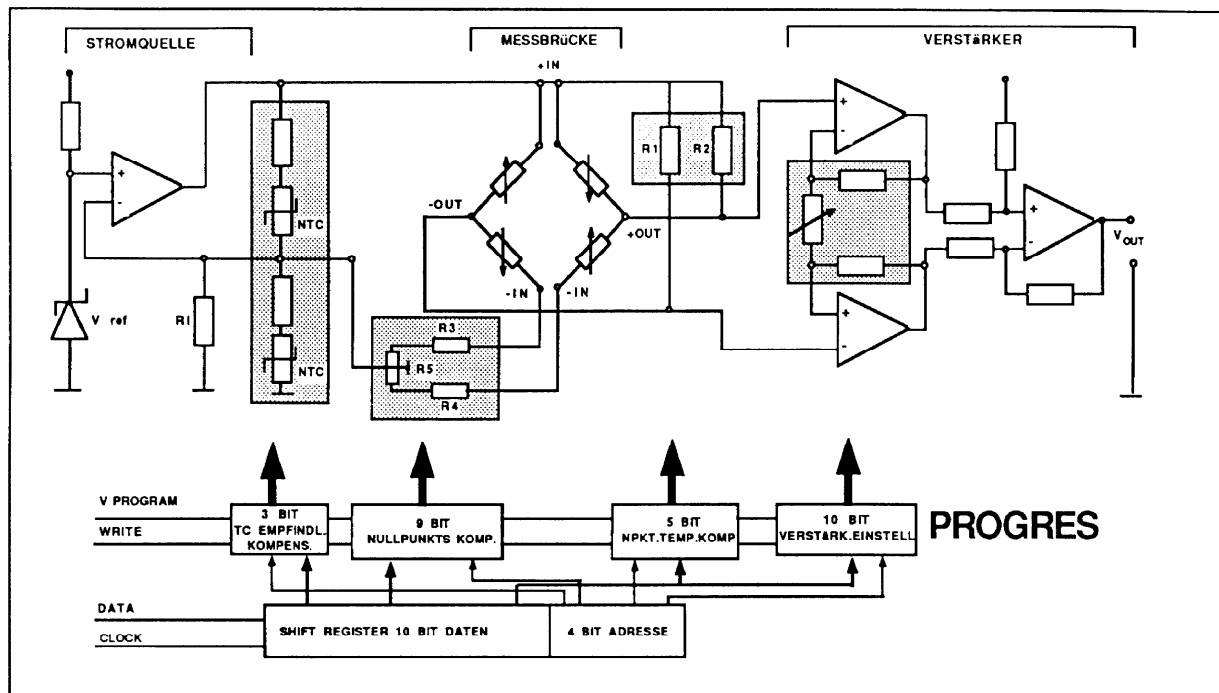 STROMQUELLE
MESSBRÜCKE
VERSTäRKER
+IN
R1
R2
+
-
+
-
NTC
-OUT
+OUT
+
-
V OUT
-IN
-IN
V ref
RI
NTC
R3
R5
R4
+
-
V PROGRAM
WRITE
3 BIT
TC EMPFINDL.
KOMPENS.
9 BIT
NULLPUNKTS KOMP.
5 BIT
NPKT.TEMP.KOMP
10 BIT
VERSTäRK.EINSTELL
PROGRES
DATA
CLOCK
SHIFT REGISTER 10 BIT DATEN
4 BIT ADRESSE